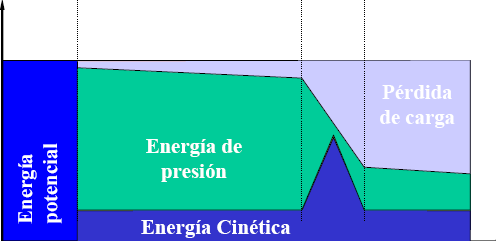 Energía
potencial
Energía de
presión
Pérdida
de carga
Energía Cinética